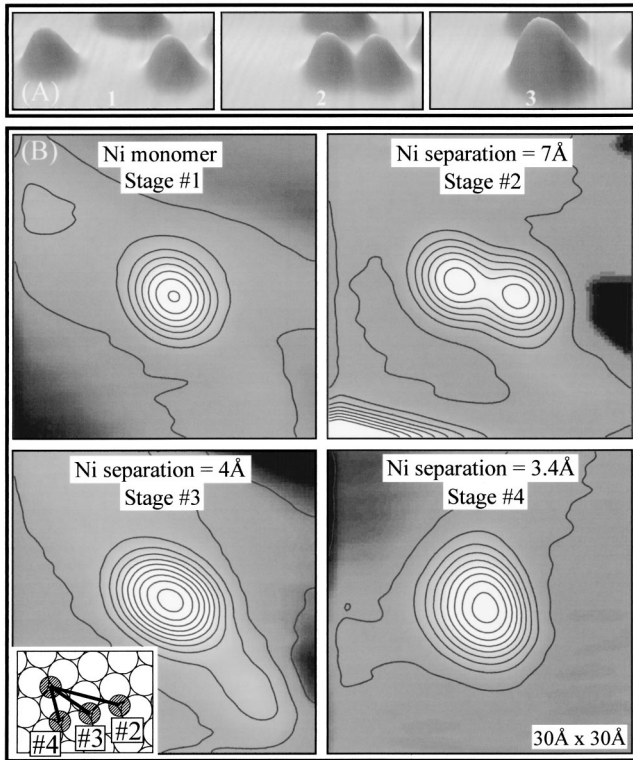 (A)
1
2
3
(B)
Ni monomer
Stage #1
Ni separation = 7Å
Stage #2
Ni separation = 4Å
Stage #3
Ni separation = 3.4Å
Stage #4
#4
#3
#2
30Å x 30Å